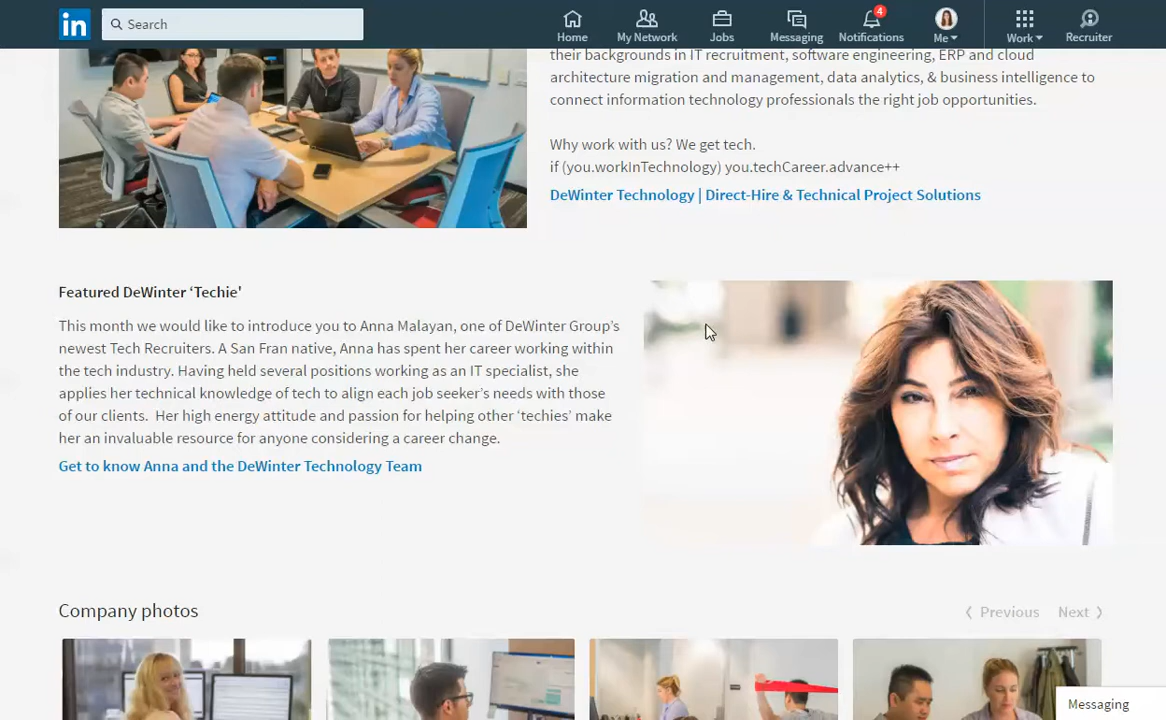 in
Search
Home
My Network
Jobs
Messaging
4
Notifications
Me
Work
Recruiter
their backgrounds in IT recruitment, software engineering, ERP and cloud
architecture migration and management, data analytics, & business intelligence to
connect information technology professionals the right job opportunities.
Why work with us? We get tech.
if (you.workInTechnology) you.techCareer.advance++
DeWinter Technology | Direct-Hire & Technical Project Solutions
Featured DeWinter ‘Techie'
This month we would like to introduce you to Anna Malayan, one of DeWinter Group’s
newest Tech Recruiters. A San Fran native, Anna has spent her career working within
the tech industry. Having held several positions working as an IT specialist, she
applies her technical knowledge of tech to align each job seeker’s needs with those
of our clients.  Her high energy attitude and passion for helping other ‘techies’ make
her an invaluable resource for anyone considering a career change.
Get to know Anna and the DeWinter Technology Team
Company photos
Previous
Next
Messaging